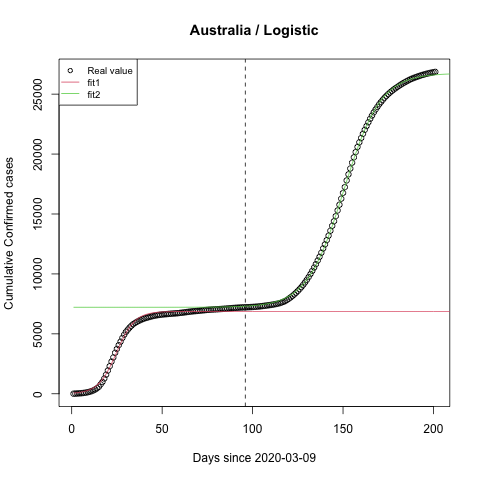 Australia / Logistic
Real value
fit1
fit2
Cumulative Confirmed cases
0
5000
10000
15000
20000
25000
0
50
100
150
200
Days since 2020-03-09